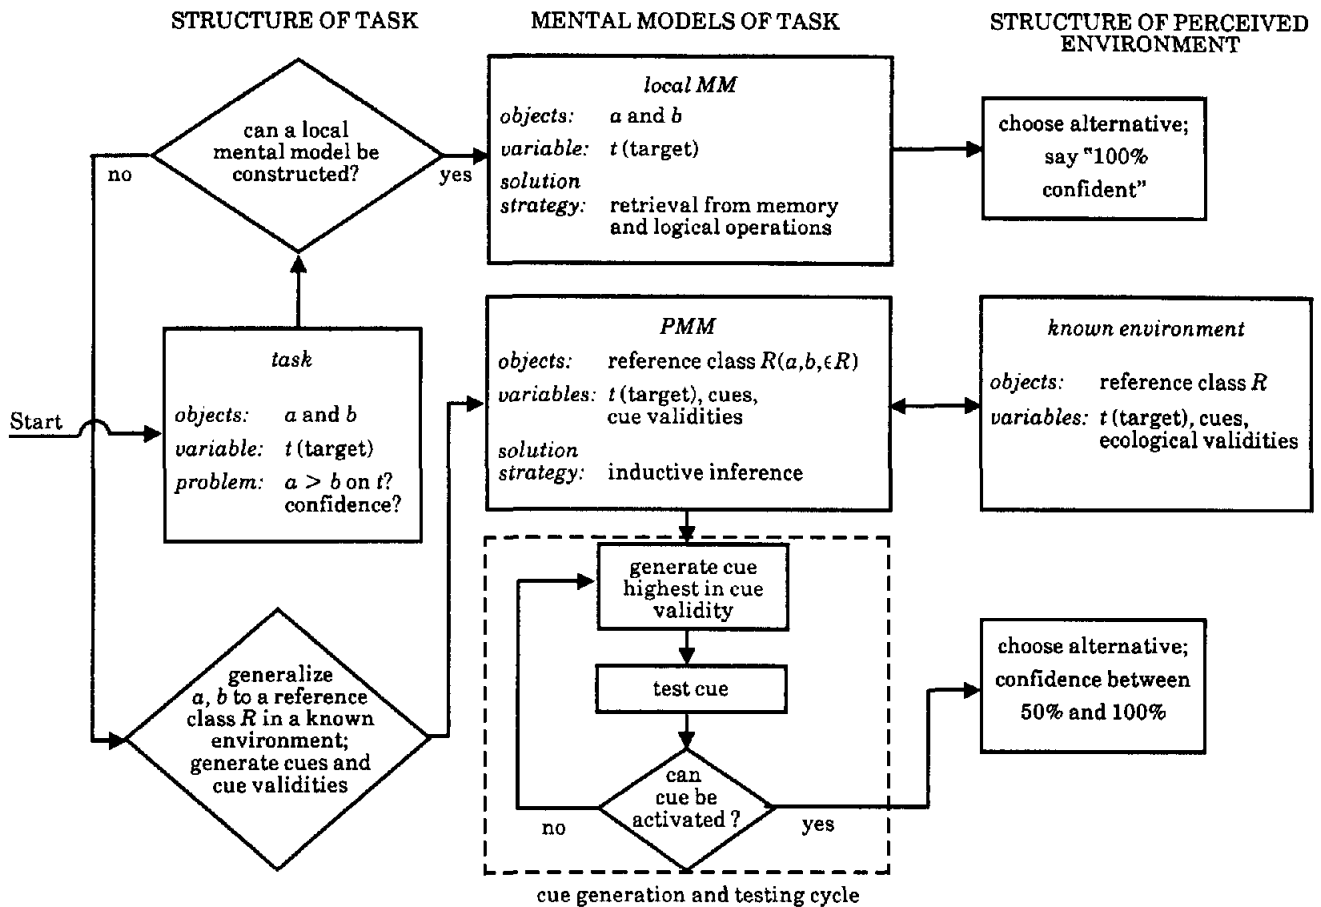 STRUCTURE OF TASK
MENTAL MODELS OF TASK
STRUCTURE OF PERCEIVED
ENVIRONMENT
can a local
mental model be
constructed?
no
yes
local MM
objects: a and b
variable: t (target)
solution
strategy: retrieval from memory
and logical operations
choose alternative;
say "100%
confident"
Start
task
objects: a and b
variable: t (target)
problem: a > b on t?
confidence?
PMM
objects: reference class R(a,b,ϵR)
variables: t (target), cues,
cue validities
solution
strategy: inductive inference
known environment
objects: reference class R
variables: t (target), cues,
ecological validities
generalize
a, b to a reference
class R in a known
environment;
generate cues and
cue validities
generate cue
highest in cue
validity
test cue
can
cue be
activated ?
no
yes
choose alternative;
confidence between
50% and 100%
cue generation and testing cycle